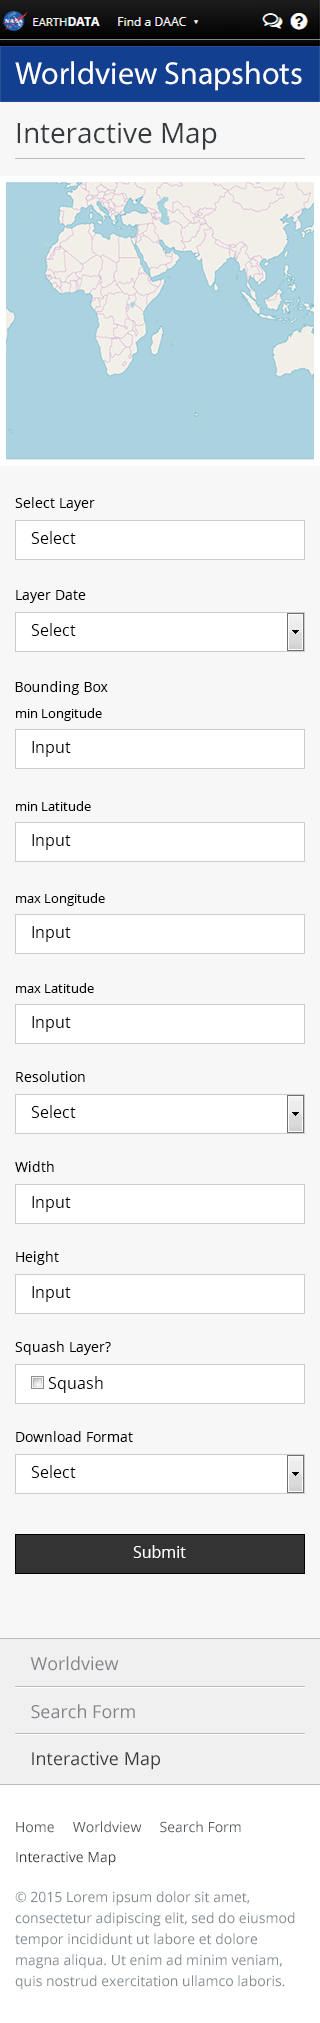 NASA EARTHDATA Find a DAAC ▾ ?
Worldview Snapshots
Interactive Map
Select Layer
Select
Layer Date
Select
Bounding Box
min Longitude
Input
min Latitude
Input
max Longitude
Input
max Latitude
Input
Resolution
Select
Width
Input
Height
Input
Squash Layer?
Squash
Download Format
Select
Submit
Worldview
Search Form
Interactive Map
Home Worldview Search Form
Interactive Map
© 2015 Lorem ipsum dolor sit amet,
consectetur adipiscing elit, sed do eiusmod
tempor incididunt ut labore et dolore
magna aliqua. Ut enim ad minim veniam,
quis nostrud exercitation ullamco laboris.